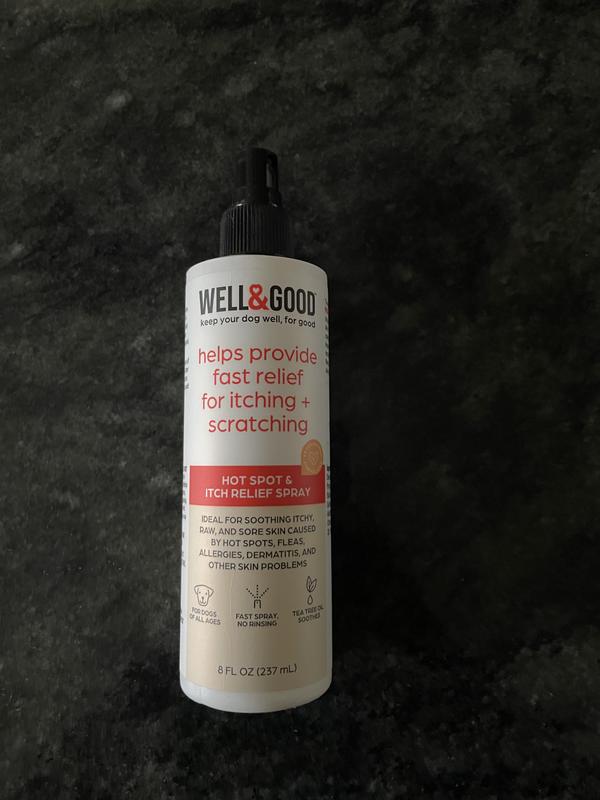 WELL&GOOD
keep your dog well, for good
helps provide
fast relief
for itching +
scratching
HOT SPOT &
ITCH RELIEF SPRAY
IDEAL FOR SOOTHING ITCHY,
RAW, AND SORE SKIN CAUSED
BY HOT SPOTS, FLEAS,
ALLERGIES, DERMATITIS, AND
OTHER SKIN PROBLEMS
FOR DOGS
OF ALL AGES
FAST SPRAY,
NO RINSING
TEA TREE OIL
SOOTHES
8 FL OZ (237 mL)